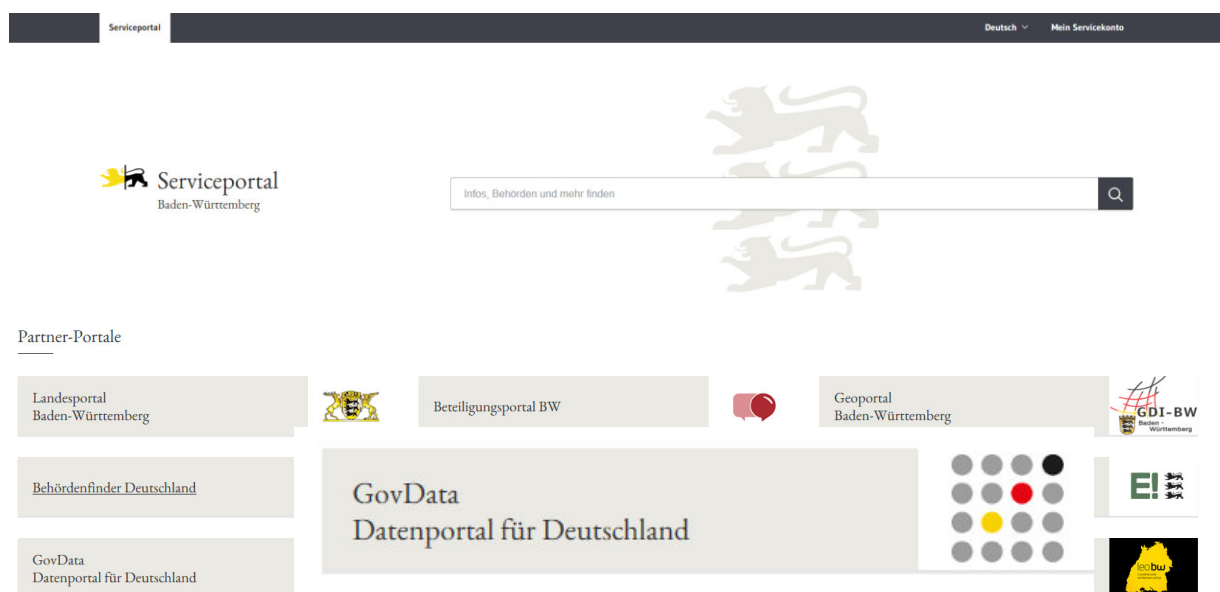 Serviceportal
Deutsch
Mein Servicekonto
Serviceportal
Baden-Württemberg
Infos, Behörden und mehr finden
Partner-Portale
Landesportal
Baden-Württemberg
Beteiligungsportal BW
Geoportal
Baden-Württemberg
GDI-BW
Baden-
Württemberg
Behördenfinder Deutschland
GovData
Datenportal für Deutschland
E!
GovData
Datenportal für Deutschland
leobw